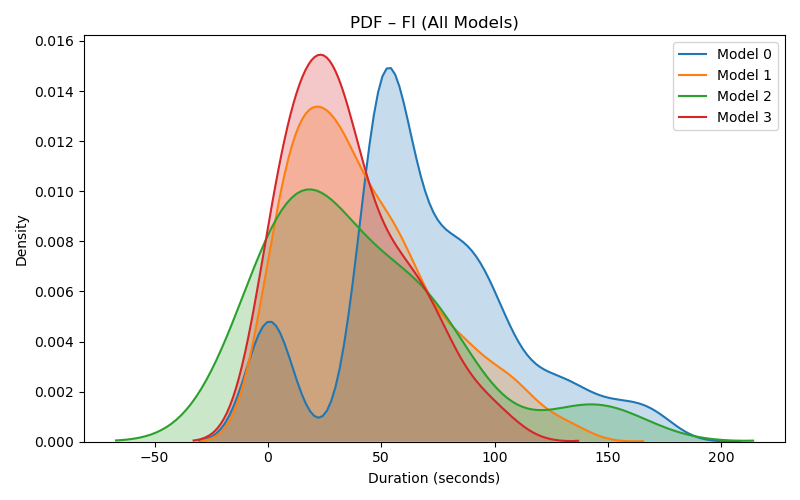 PDF – FI (All Models)
Model 0
Model 1
Model 2
Model 3
Density
0.016
0.014
0.012
0.010
0.008
0.006
0.004
0.002
0.000
−50
0
50
100
150
200
Duration (seconds)